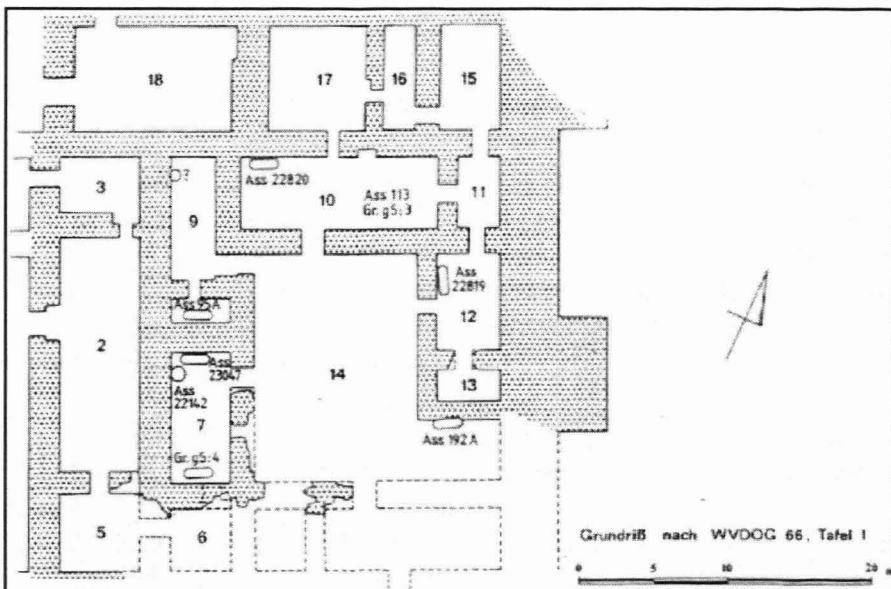 18
17
16
15
3
9
?
Ass 22820
10
Ass 113
Gr. g5:3
11
2
Ass 95A
Ass
22819
12
14
13
Ass
23047
Ass
22142
7
Gr. g5:4
Ass 192 A
5
6
Grundriß nach WVDOG 66, Tafel I
0 5 10 20 m